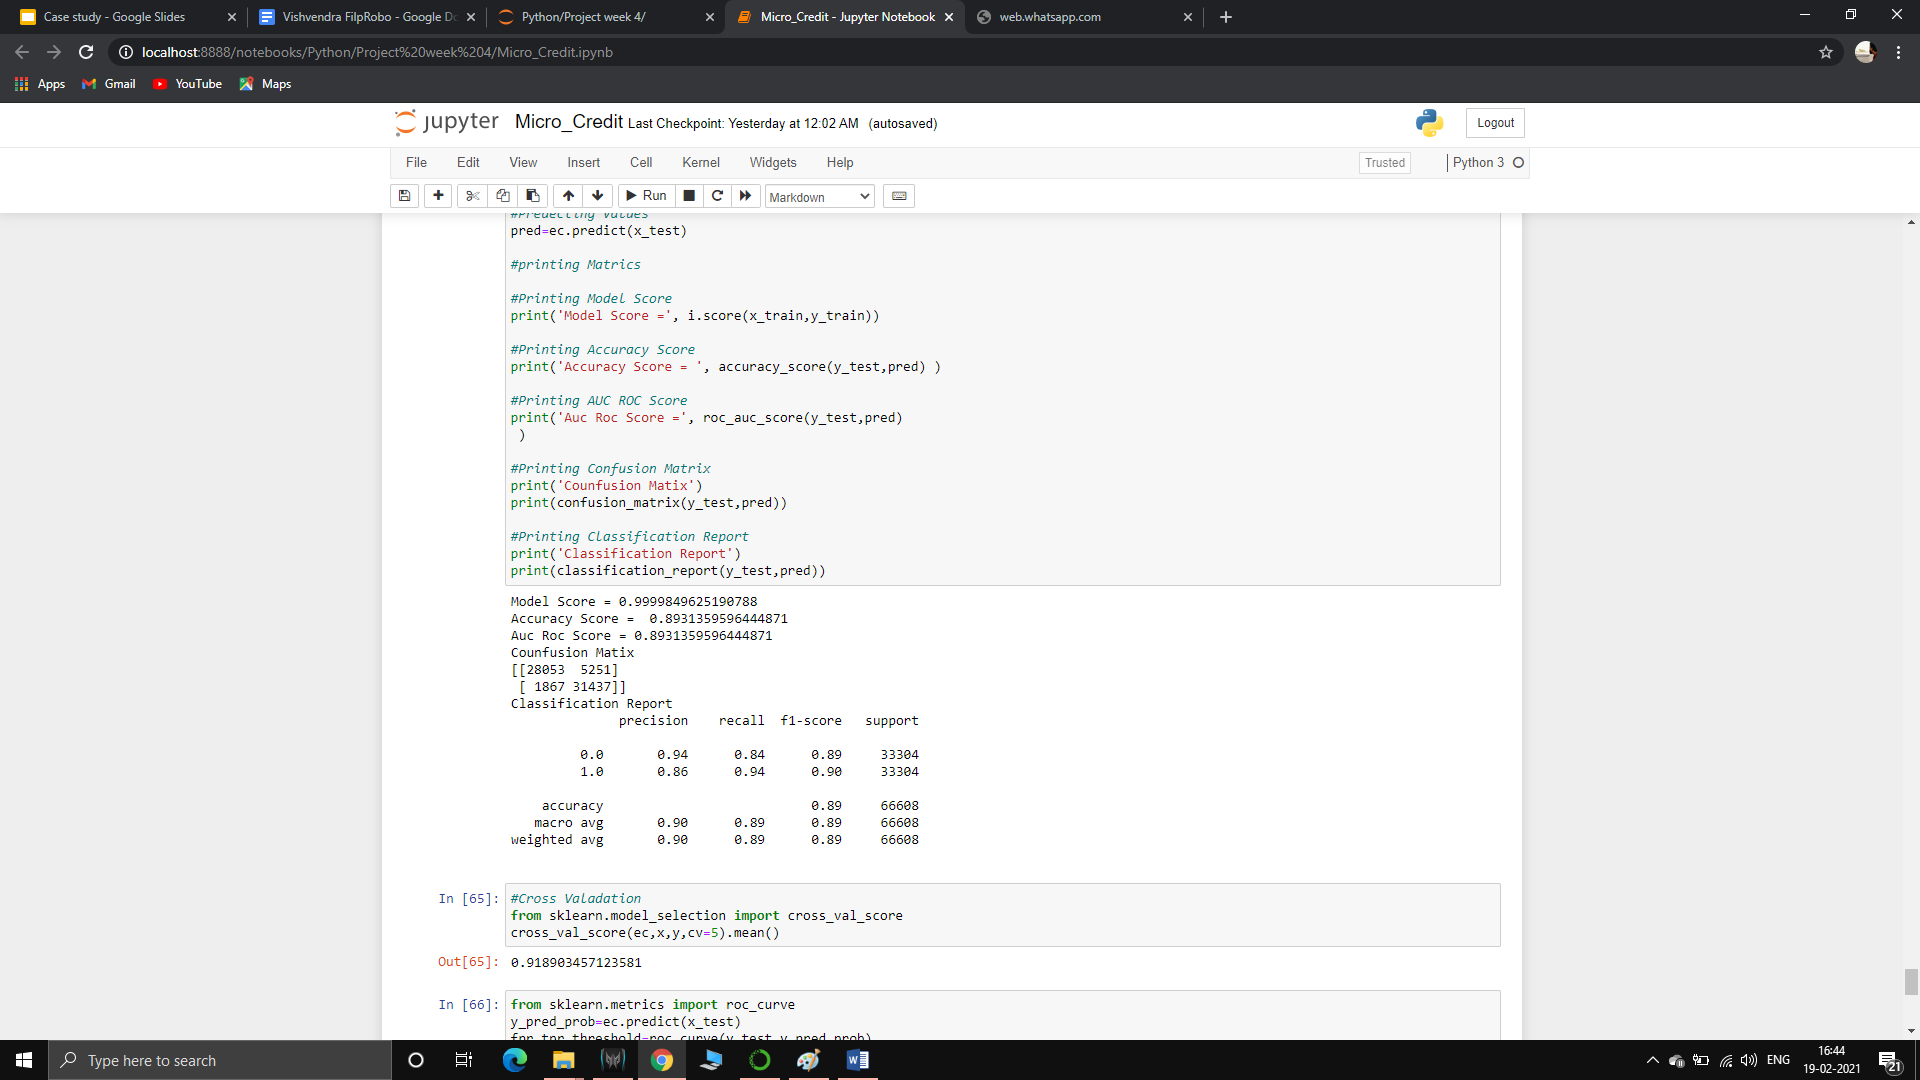 Case study - Google Slides
Vishvendra FilpRobo - Google Dc
Python/Project week 4/
Micro_Credit - Jupyter Notebook
web.whatsapp.com
localhost:8888/notebooks/Python/Project%20week%204/Micro_Credit.ipynb
Apps
Gmail
YouTube
Maps
jupyter
Micro_Credit Last Checkpoint: Yesterday at 12:02 AM (autosaved)
Logout
File
Edit
View
Insert
Cell
Kernel
Widgets
Help
Trusted
Python 3
Run
Markdown
#Predecting Values
pred=ec.predict(x_test)
#printing Matrics
#Printing Model Score
print('Model Score =', i.score(x_train,y_train))
#Printing Accuracy Score
print('Accuracy Score = ', accuracy_score(y_test,pred) )
#Printing AUC ROC Score
print('Auc Roc Score =', roc_auc_score(y_test,pred)
)
#Printing Confusion Matrix
print('Counfusion Matix')
print(confusion_matrix(y_test,pred))
#Printing Classification Report
print('Classification Report')
print(classification_report(y_test,pred))
Model Score = 0.9999849625190788
Accuracy Score =  0.8931359596444871
Auc Roc Score = 0.8931359596444871
Counfusion Matix
[[28053  5251]
[ 1867 31437]]
Classification Report
precision    recall  f1-score   support
0.0       0.94      0.84      0.89     33304
1.0       0.86      0.94      0.90     33304
accuracy                           0.89     66608
macro avg       0.90      0.89      0.89     66608
weighted avg       0.90      0.89      0.89     66608
In [65]:
#Cross Valadation
from sklearn.model_selection import cross_val_score
cross_val_score(ec,x,y,cv=5).mean()
Out[65]: 0.918903457123581
In [66]:
from sklearn.metrics import roc_curve
y_pred_prob=ec.predict(x_test)
fpr,tpr,threshold=roc_curve(y_test,y_pred_prob)
Type here to search
ENG
16:44
19-02-2021
21